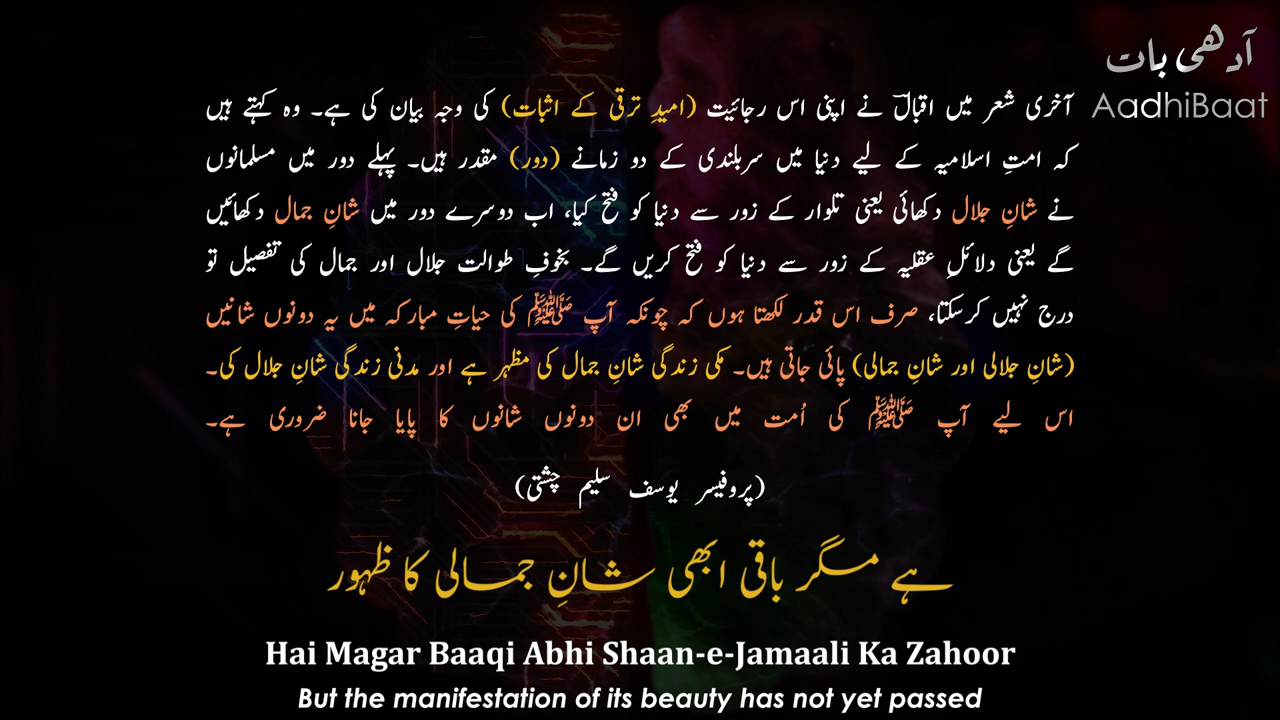 آدھی بات
AadhiBaat
آخری شعر میں اقبالؔ نے اپنی اس رجائیت (امیدِ ترقی کے اثبات) کی وجہ بیان کی ہے۔ وہ کہتے ہیں
کہ امتِ اسلامیہ کے لیے دنیا میں سربلندی کے دو زمانے (دور) مقدر ہیں۔ پہلے دور میں مسلمانوں
نے شانِ جلال دکھائی یعنی تلوار کے زور سے دنیا کو فتح کیا، اب دوسرے دور میں شانِ جمال دکھائیں
گے یعنی دلائلِ عقلیہ کے زور سے دنیا کو فتح کریں گے۔ بخوفِ طوالت جلال اور جمال کی تفصیل تو
درج نہیں کرسکتا، صرف اس قدر لکھتا ہوں کہ چونکہ آپ ﷺ کی حیاتِ مبارکہ میں یہ دونوں شانیں
(شانِ جلالی اور شانِ جمالی) پائی جاتی ہیں۔ مکی زندگی شانِ جمال کی مظہر ہے اور مدنی زندگی شانِ جلال کی۔
اس لیے آپ ﷺ کی اُمت میں بھی ان دونوں شانوں کا پایا جانا ضروری ہے۔
(پروفیسر یوسف سلیم چشتی)
ہے مگر باقی ابھی شانِ جمالی کا ظہور
Hai Magar Baaqi Abhi Shaan-e-Jamaali Ka Zahoor
But the manifestation of its beauty has not yet passed